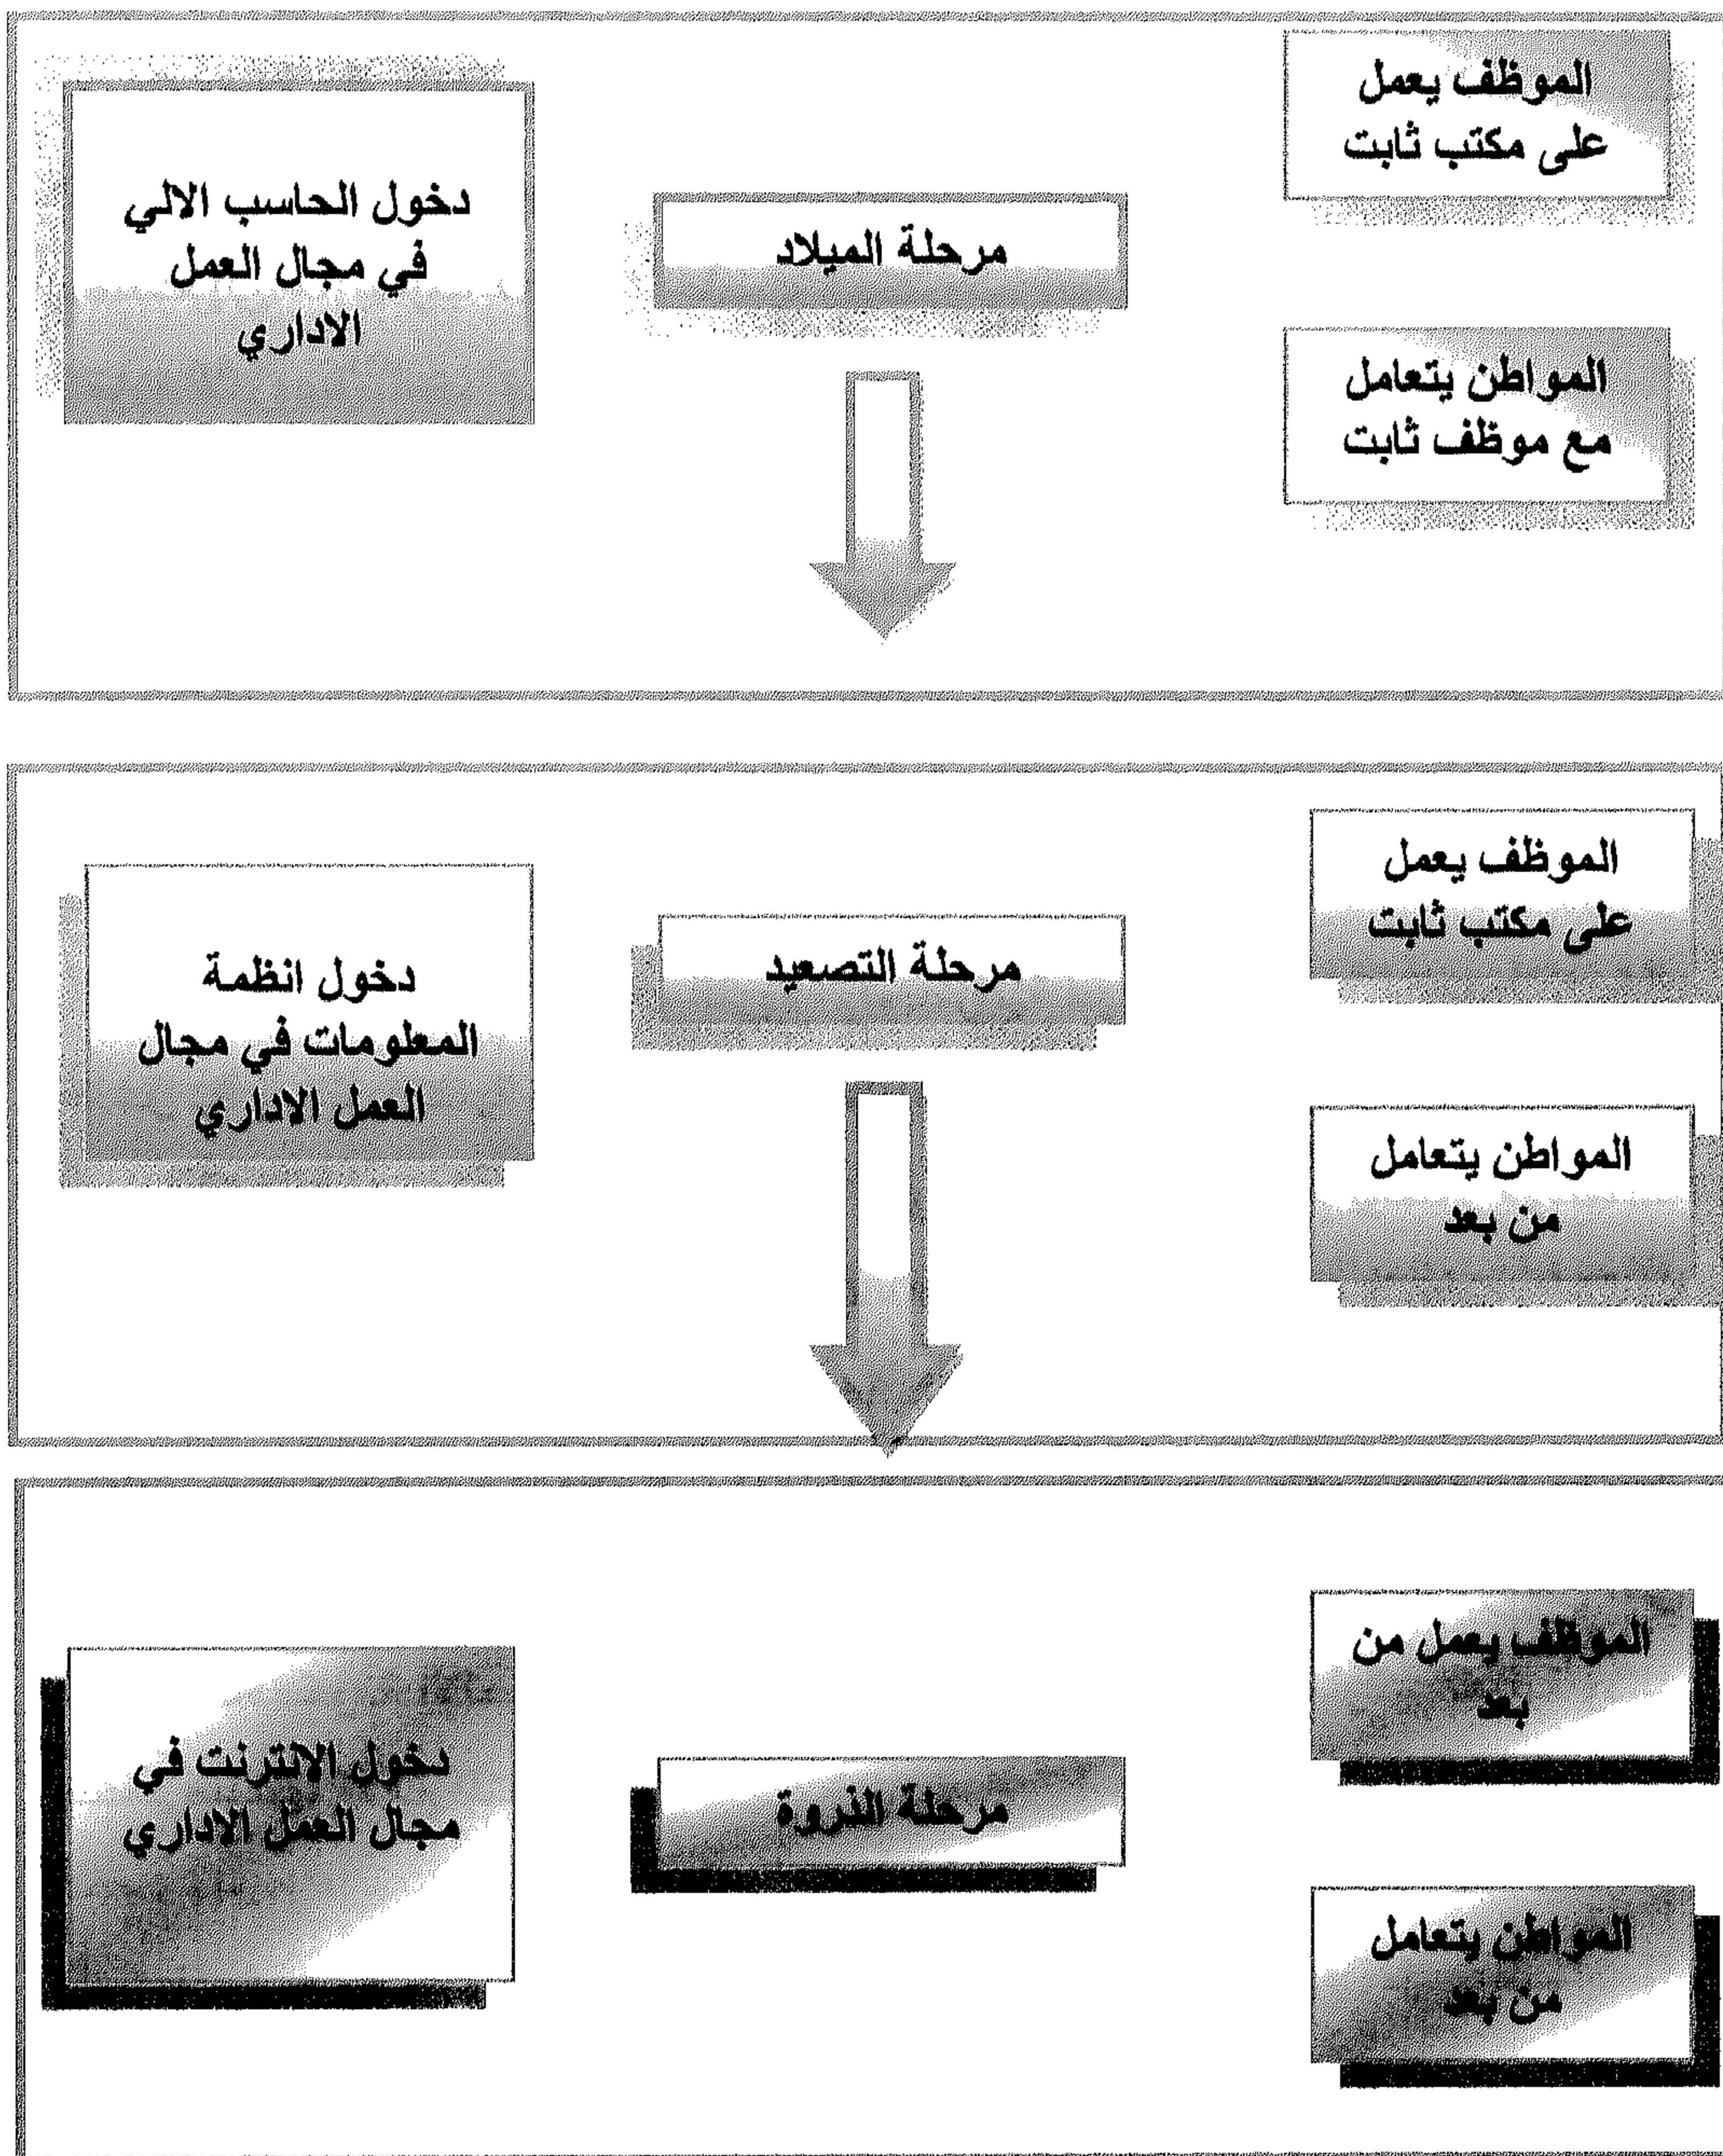 الموظف يعمل
على مكتب ثابت
المواطن يتعامل
مع موظف ثابت
مرحلة الميلاد
دخول الحاسب الالي
في مجال العمل
الاداري
الموظف يعمل
على مكتب ثابت
المواطن يتعامل
من بعد
مرحلة التصعيد
دخول انظمة
المعلومات في مجال
العمل الاداري
الموظف يعمل من
بعد
المواطن يتعامل
من بعد
مرحلة الذروة
دخول الانترنت في
مجال العمل الاداري